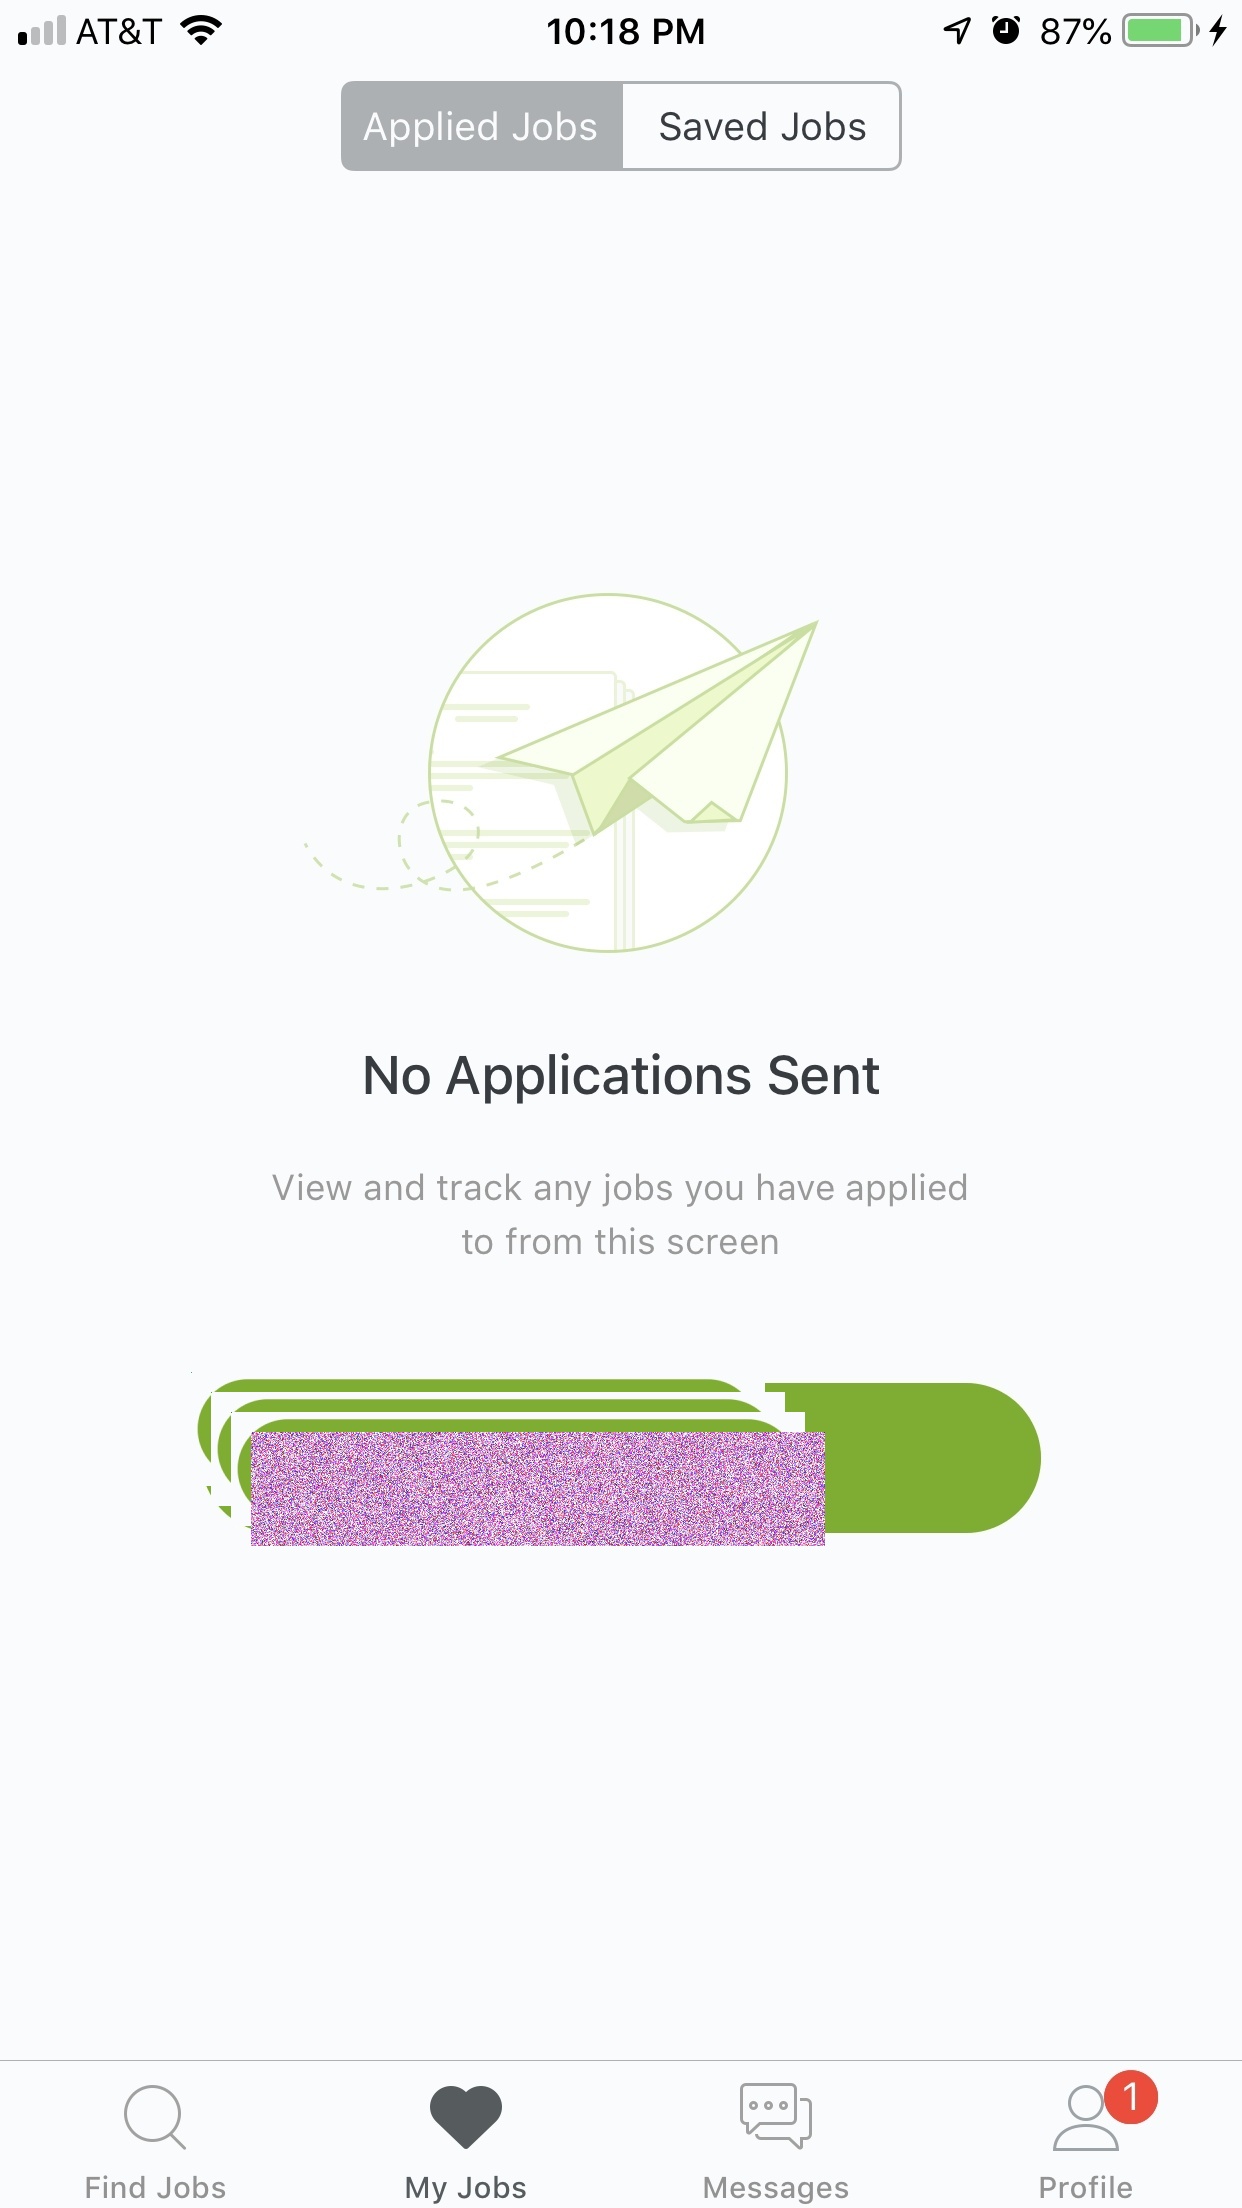 AT&T 10:18 PM 87%
Applied Jobs Saved Jobs
No Applications Sent
View and track any jobs you have applied
to from this screen
1
Find Jobs My Jobs Messages Profile